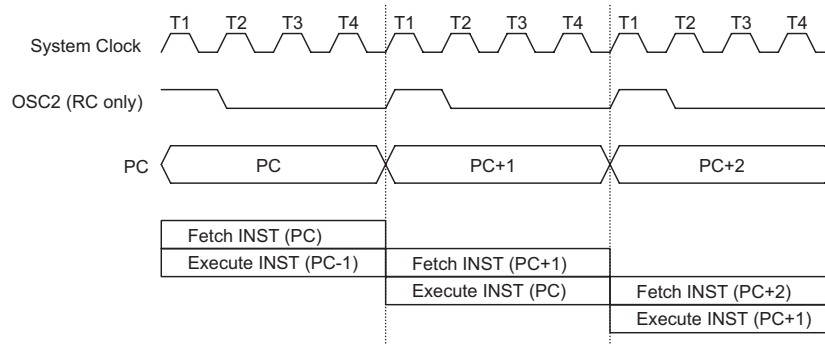 T1 T2 T3 T4 T1 T2 T3 T4 T1 T2 T3 T4
System Clock
OSC2 (RC only)
PC PC PC+1 PC+2
Fetch INST (PC)
Execute INST (PC-1) Fetch INST (PC+1)
Execute INST (PC) Fetch INST (PC+2)
Execute INST (PC+1)